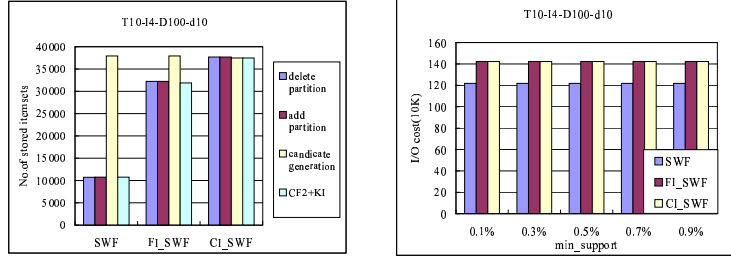 T10-I4-D100-d10
No.of stored itemsets
40000
35000
30000
25000
20000
15000
10000
5000
0
SWF
FI_SWF
CI_SWF
delete
partition
add
partition
candicate
generation
CF2+KI
T10-I4-D100-d10
I/O cost(10K)
160
140
120
100
80
60
40
20
0
0.1%
0.3%
0.5%
0.7%
0.9%
min_support
SWF
FI_SWF
CI_SWF